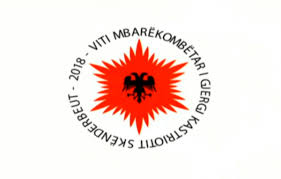 2018 - VITI MBARËKOMBËTAR I GJERGJ KASTRIOTIT SKËNDERBEUT -